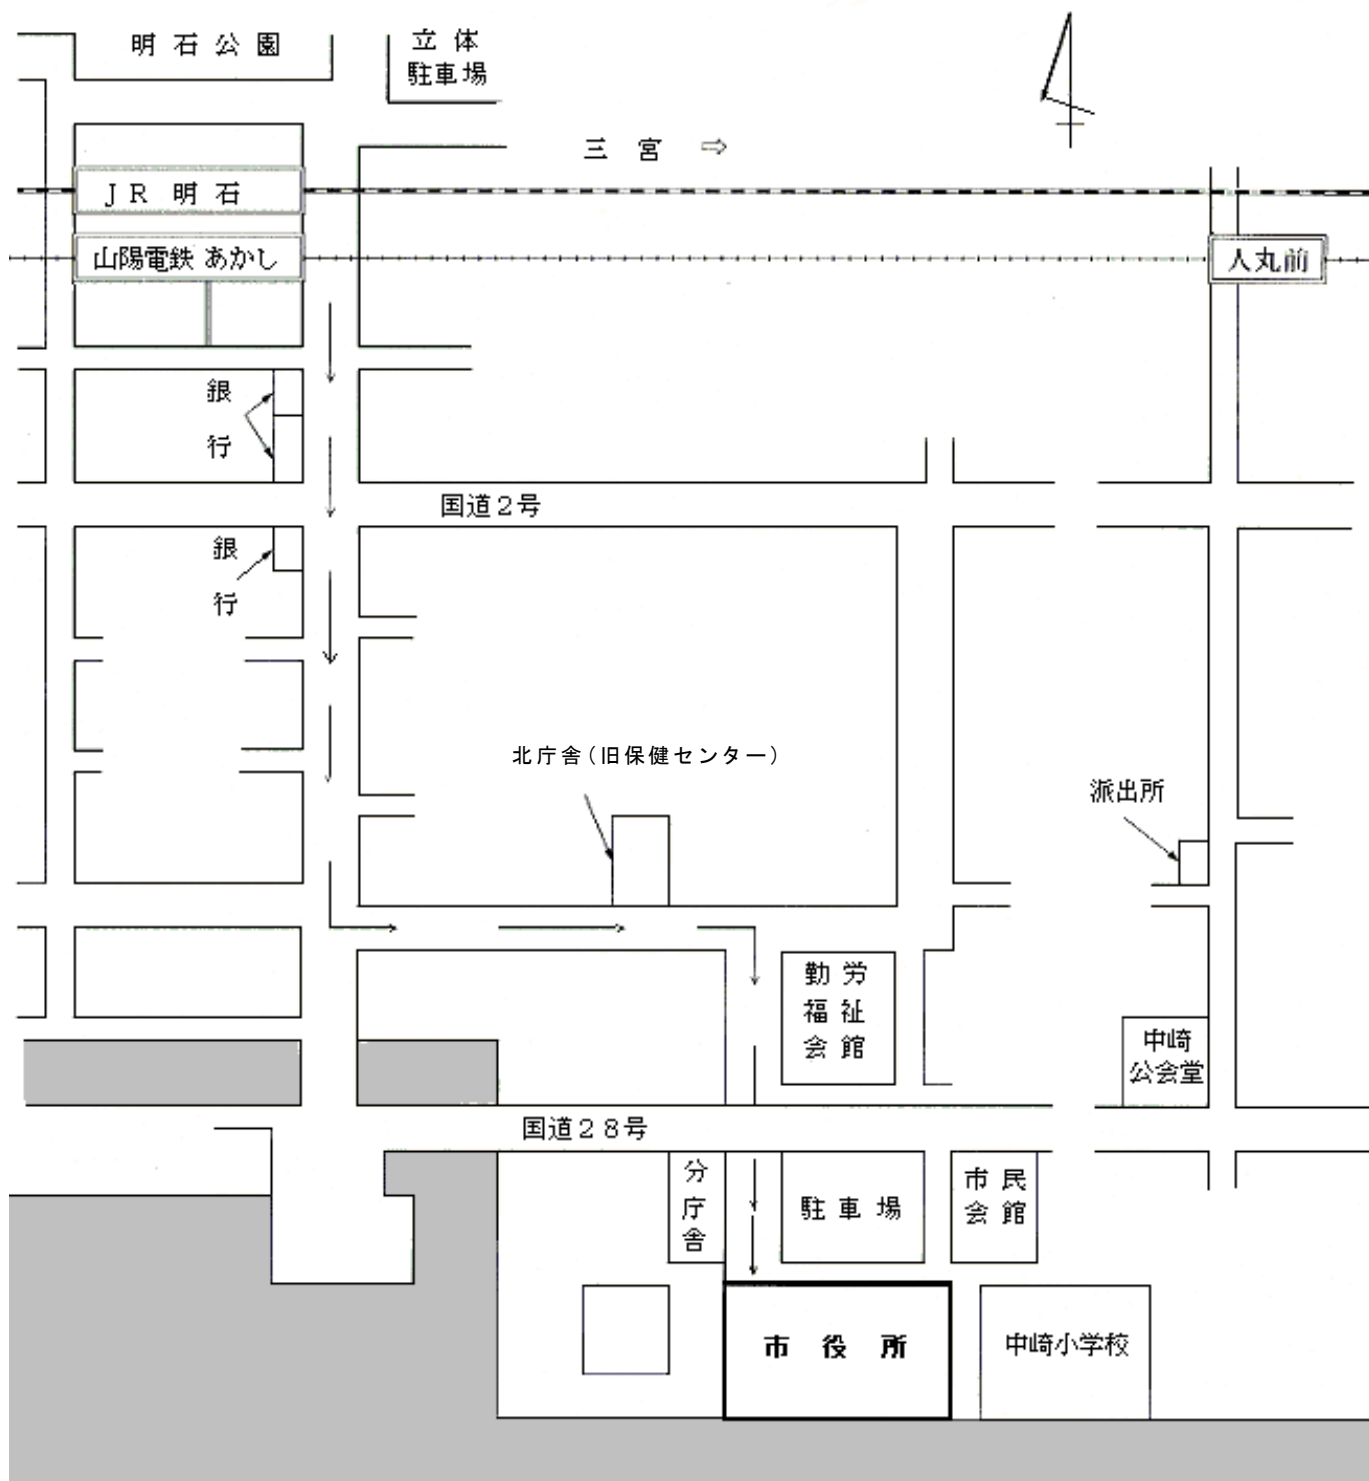 明石公園
立体
駐車場
三宮 ⇨
JR 明石
山陽電鉄 あかし
人丸前
銀
行
国道2号
銀
行
北庁舎(旧保健センター)
派出所
勤労
福祉
会館
中崎
公会堂
国道28号
分
庁
舎
駐車場
市民
会館
市役所
中崎小学校